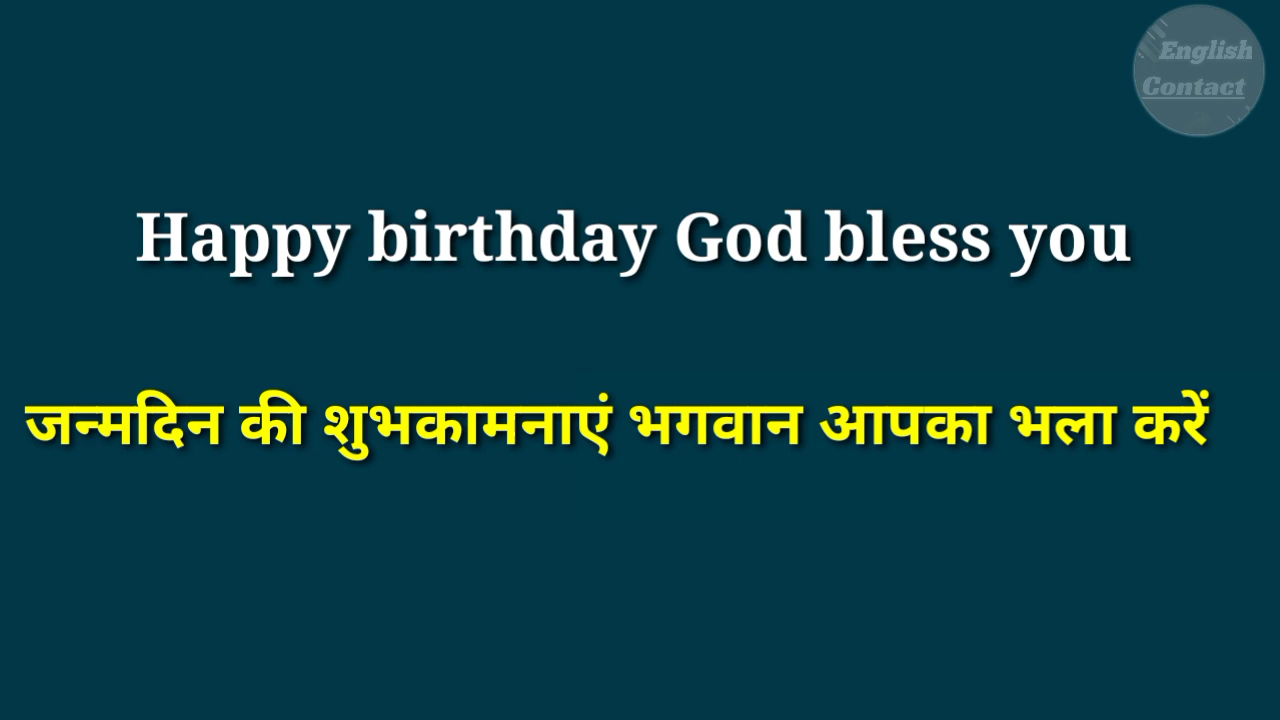 English
Contact
Happy birthday God bless you
जन्मदिन की शुभकामनाएं भगवान आपका भला करें